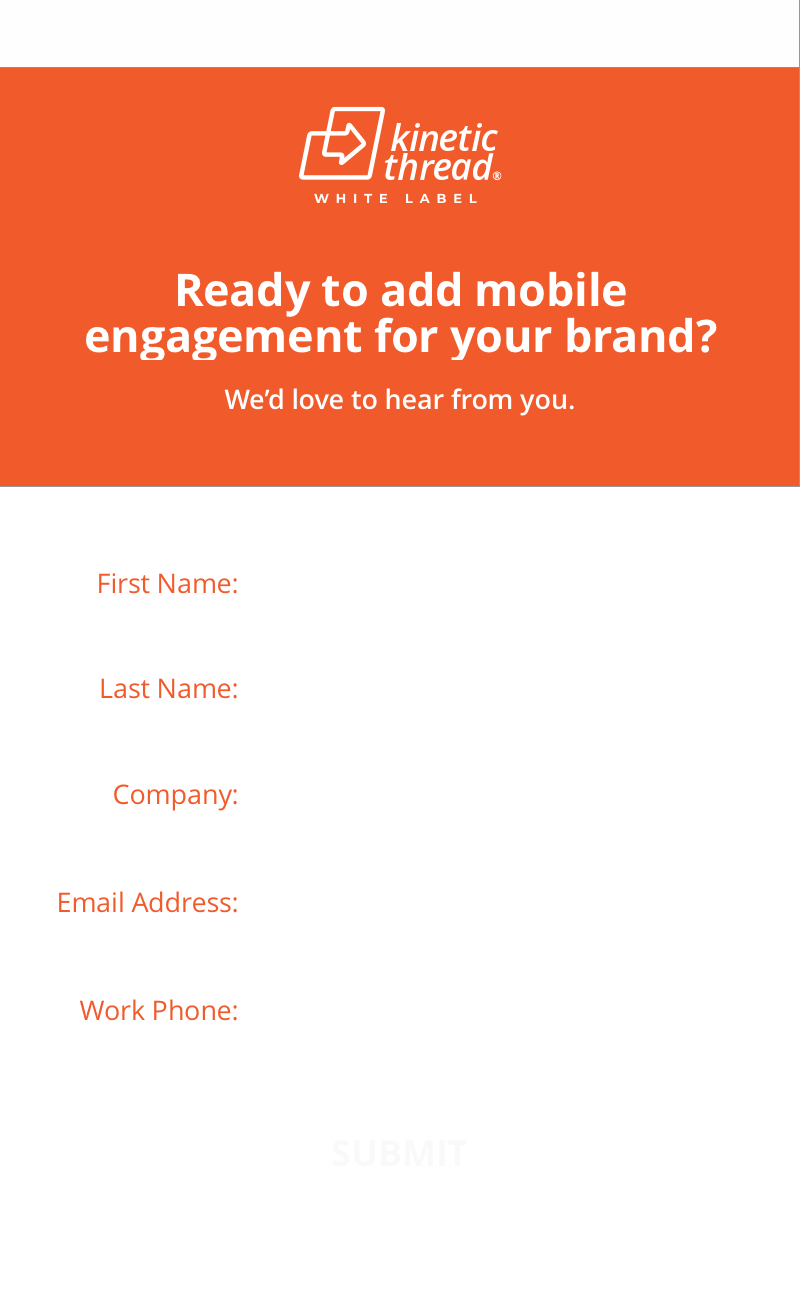 kinetic
thread®
WHITE LABEL
Ready to add mobile
engagement for your brand?
We’d love to hear from you.
First Name:
Last Name:
Company:
Email Address:
Work Phone:
SUBMIT